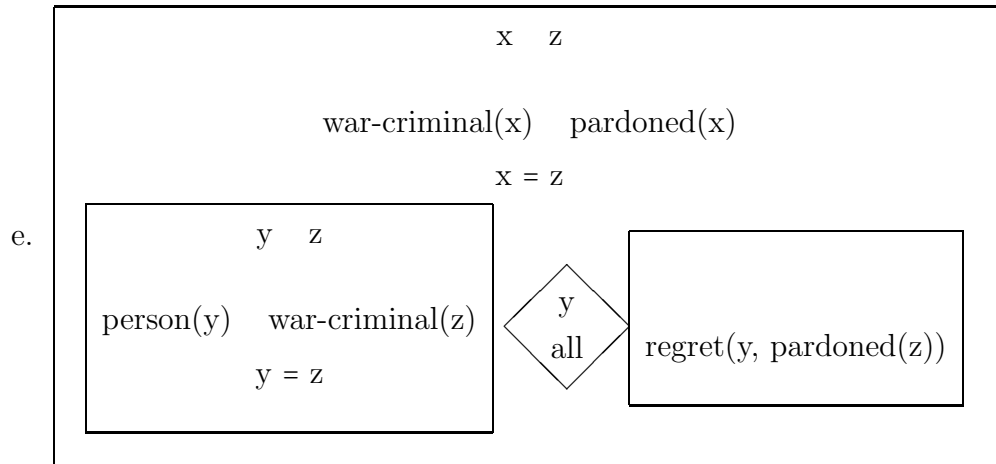 x z
war-criminal(x) pardoned(x)
x = z
e.
y z
person(y) war-criminal(z)
y = z
y
all
regret(y, pardoned(z))